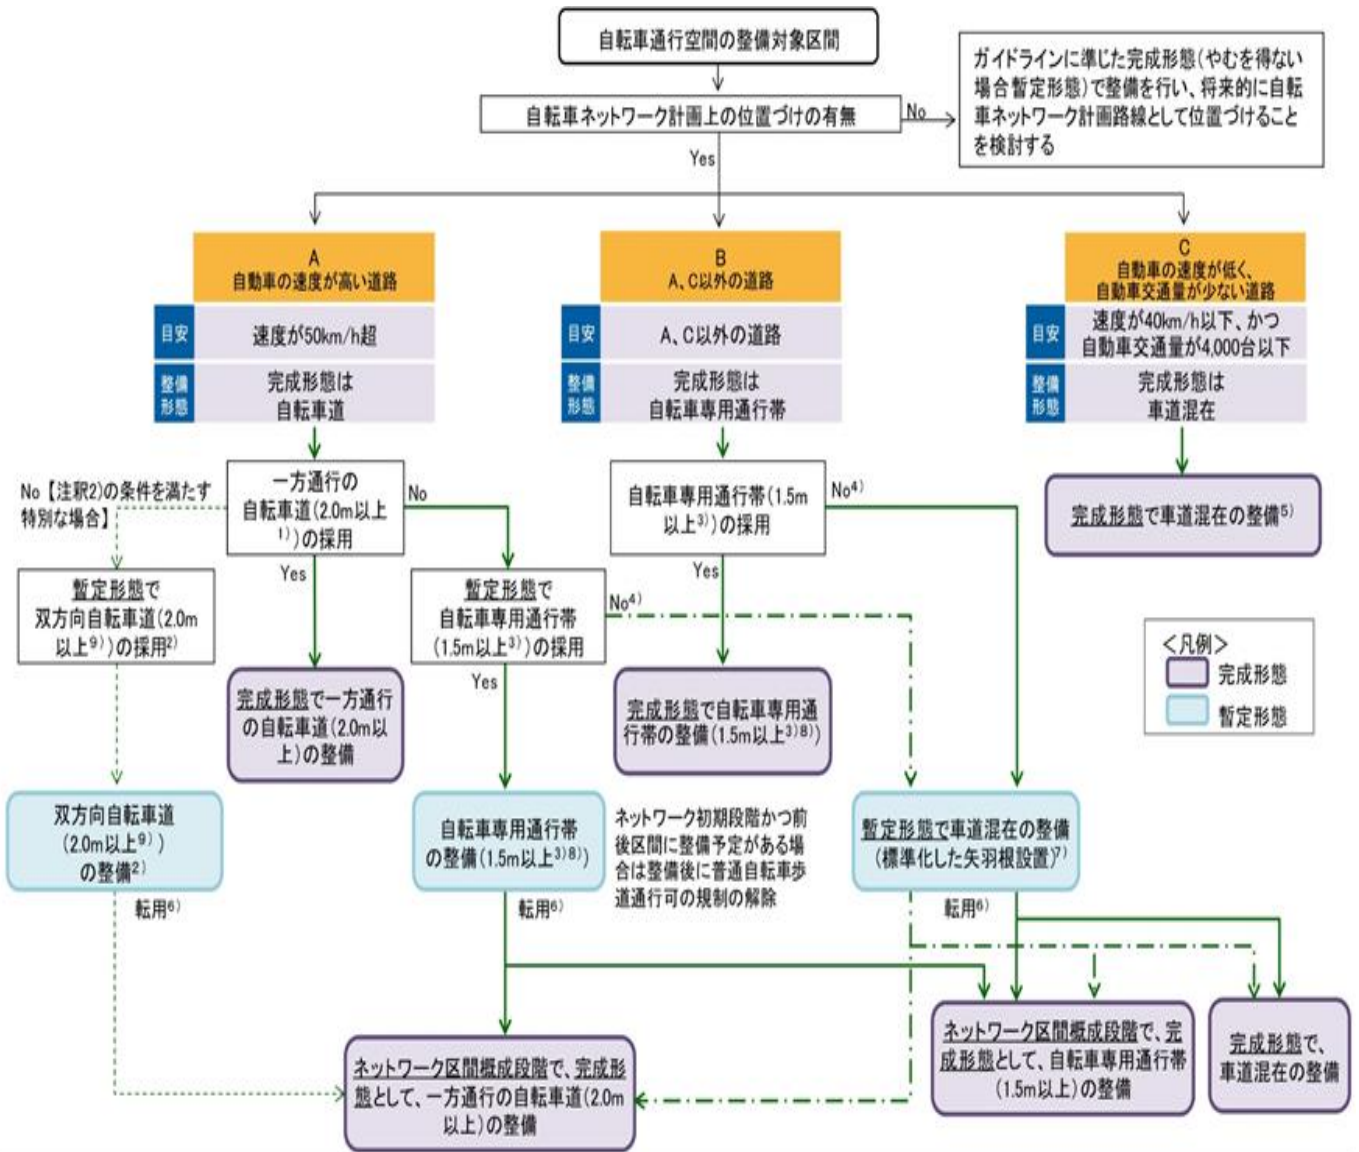 自転車通行空間の整備対象区間
自転車ネットワーク計画上の位置づけの有無
No
ガイドラインに準じた完成形態(やむを得ない
場合暫定形態)で整備を行い、将来的に自転
車ネットワーク計画路線として位置づけること
を検討する
Yes
A
自動車の速度が高い道路
目安
速度が50km/h超
整備
形態
完成形態は
自転車道
B
A、C以外の道路
目安
A、C以外の道路
整備
形態
完成形態は
自転車専用通行帯
C
自動車の速度が低く、
自動車交通量が少ない道路
目安
速度が40km/h以下、かつ
自動車交通量が4,000台以下
整備
形態
完成形態は
車道混在
No【注釈2)の条件を満たす
特別な場合】
一方通行の
自転車道(2.0m以上
1))の採用
No
Yes
自転車専用通行帯(1.5m
以上3))の採用
No4)
Yes
完成形態で車道混在の整備5)
暫定形態で
双方向自転車道(2.0m
以上9))の採用2)
暫定形態で
自転車専用通行帯
(1.5m以上3))の採用
No4)
Yes
完成形態で一方通行
の自転車道(2.0m以
上)の整備
完成形態で自転車専用通
行帯の整備(1.5m以上3)8))
<凡例>
完成形態
暫定形態
双方向自転車道
(2.0m以上9))
の整備2)
転用6)
自転車専用通行帯
の整備(1.5m以上3)8))
転用6)
ネットワーク初期段階かつ前
後区間に整備予定がある場
合は整備後に普通自転車歩
道通行可の規制の解除
暫定形態で車道混在の整備
(標準化した矢羽根設置)7)
転用6)
ネットワーク区間概成段階で、完成形
態として、一方通行の自転車道(2.0m
以上)の整備
ネットワーク区間概成段階で、完
成形態として、自転車専用通行帯
(1.5m以上)の整備
完成形態で、
車道混在の整備